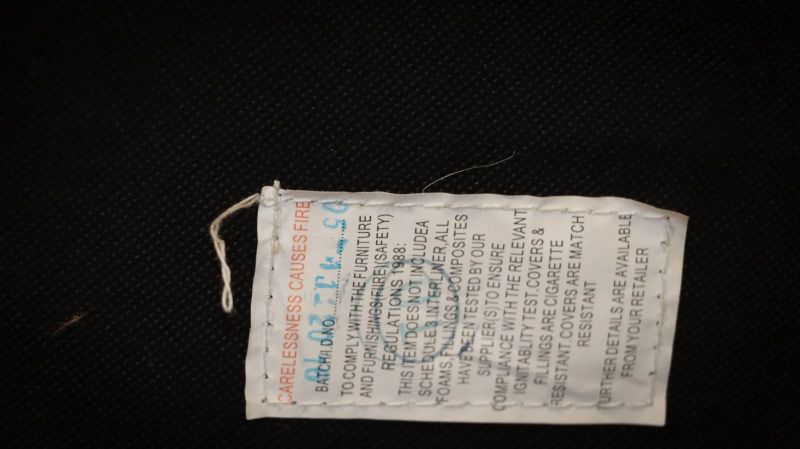 CARELESSNESS CAUSES FIRE
BATCH/I.D NO.
TO COMPLY WITH THE FURNITURE
AND FURNISHINGS(FIIRE)(SAFETY)
REGULATIONS 1988:
THIS ITEM DOES NOT INCLUDEA
SCHEDULE 3 INTERLINER,ALL
FOAMS, FILLINGS & COMPOSITES
HAVE BEEN TESTED BY OUR
SUPPLIER(S)TO ENSURE
COMPLIANCE WITH THE RELEVANT
IGNITABILITY TEST.COVERS &
FILLINGS ARE CIGARETTE
RESISTANT.COVERS ARE MATCH
RESISTANT
FURTHER DETAILS ARE AVAILABLE
FROM YOUR RETAILER